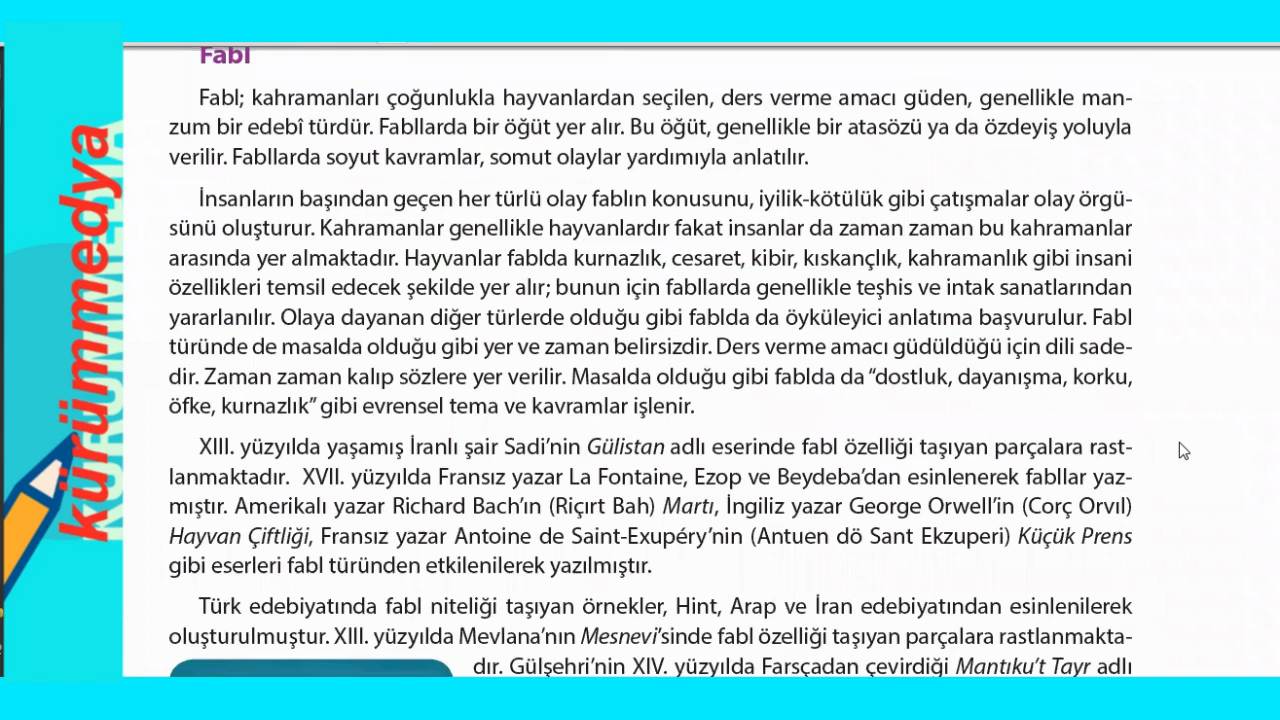 Fabl
Fabl; kahramanları çoğunlukla hayvanlardan seçilen, ders verme amacı güden, genellikle man-
zum bir edebî türdür. Fabllarda bir öğüt yer alır. Bu öğüt, genellikle bir atasözü ya da özdeyiş yoluyla
verilir. Fabllarda soyut kavramlar, somut olaylar yardımıyla anlatılır.
İnsanların başından geçen her türlü olay fablın konusunu, iyilik-kötülük gibi çatışmalar olay örgü-
sünü oluşturur. Kahramanlar genellikle hayvanlardır fakat insanlar da zaman zaman bu kahramanlar
arasında yer almaktadır. Hayvanlar fablda kurnazlık, cesaret, kibir, kıskançlık, kahramanlık gibi insani
özellikleri temsil edecek şekilde yer alır; bunun için fabllarda genellikle teşhis ve intak sanatlarından
yararlanılır. Olaya dayanan diğer türlerde olduğu gibi fablda da öyküleyici anlatıma başvurulur. Fabl
türünde de masalda olduğu gibi yer ve zaman belirsizdir. Ders verme amacı güdüldüğü için dili sade-
dir. Zaman zaman kalıp sözlere yer verilir. Masalda olduğu gibi fablda da “dostluk, dayanışma, korku,
öfke, kurnazlık” gibi evrensel tema ve kavramlar işlenir.
XIII. yüzyılda yaşamış İranlı şair Sadi’nin Gülistan adlı eserinde fabl özelliği taşıyan parçalara rast-
lanmaktadır. XVII. yüzyılda Fransız yazar La Fontaine, Ezop ve Beydeba’dan esinlenerek fabllar yaz-
mıştır. Amerikalı yazar Richard Bach’ın (Riçırt Bah) Martı, İngiliz yazar George Orwell’in (Corç Orvıl)
Hayvan Çiftliği, Fransız yazar Antoine de Saint-Exupéry’nin (Antuen dö Sant Ekzuperi) Küçük Prens
gibi eserleri fabl türünden etkilenilerek yazılmıştır.
Türk edebiyatında fabl niteliği taşıyan örnekler, Hint, Arap ve İran edebiyatından esinlenilerek
oluşturulmuştur. XIII. yüzyılda Mevlana’nın Mesnevi’sinde fabl özelliği taşıyan parçalara rastlanmakta-
dır. Gülşehri’nin XIV. yüzyılda Farsçadan çevirdiği Mantıku’t Tayr adlı
kürümmedya